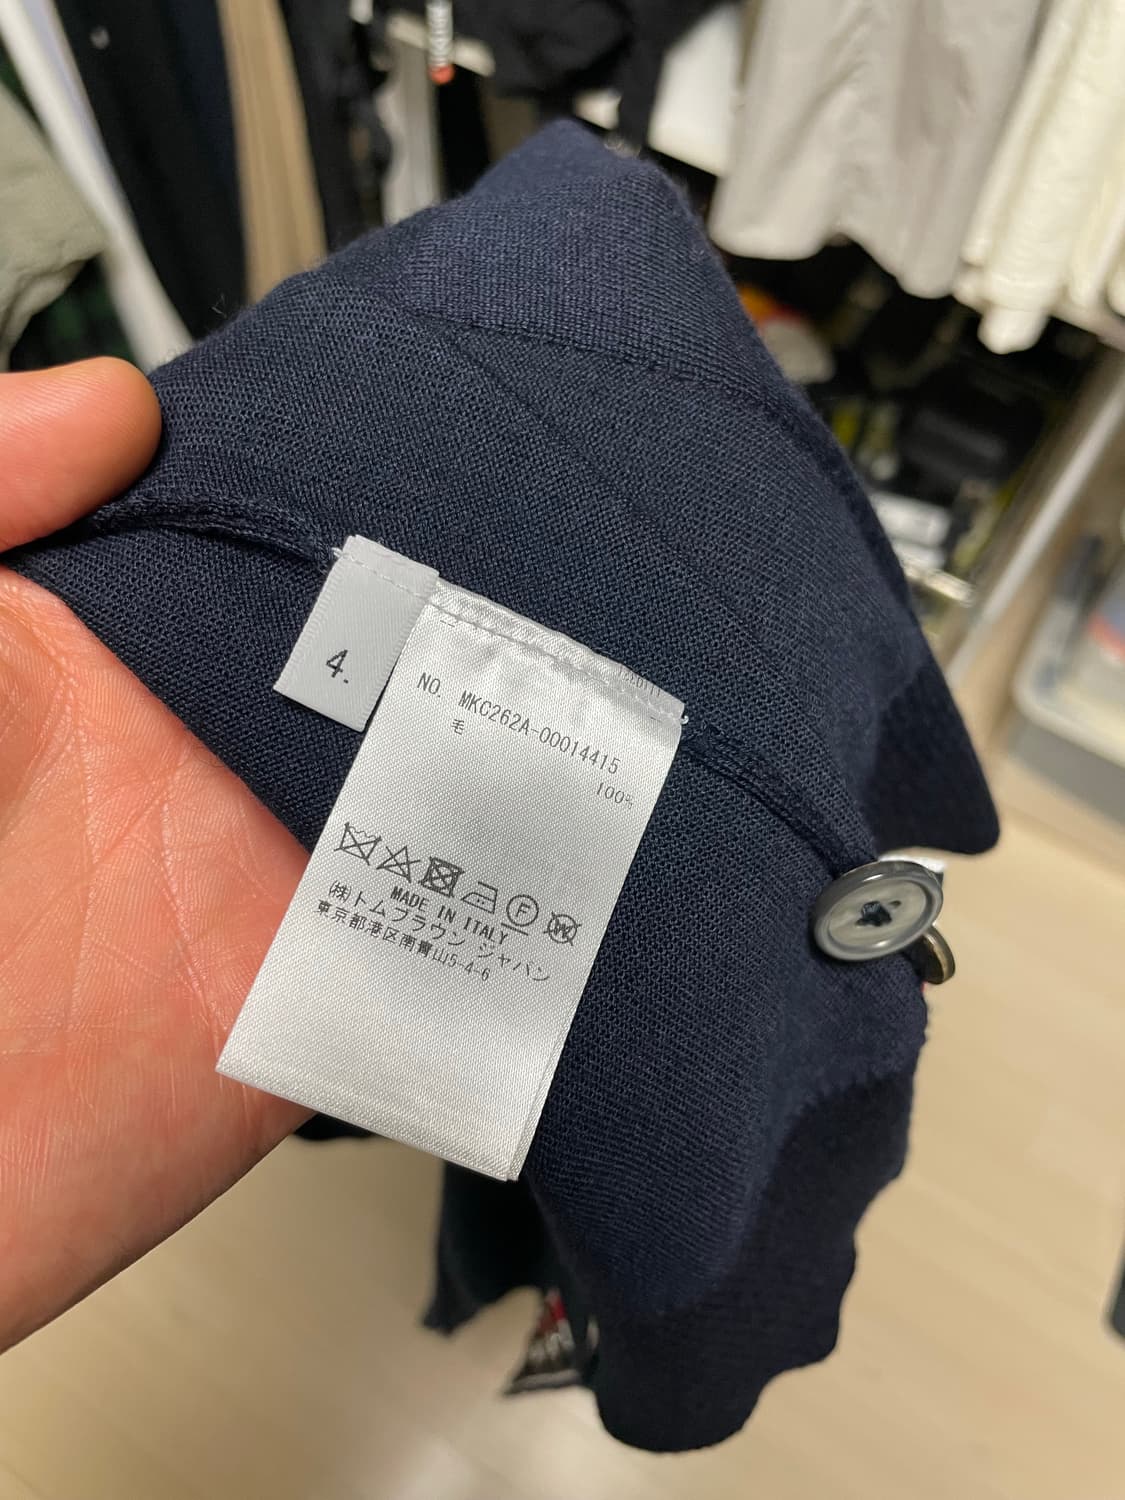 4.
NO. MKC262A-00014415
毛
100%
F W
MADE IN ITALY
(株)トムブラウン ジャパン
東京都港区南青山5-4-6